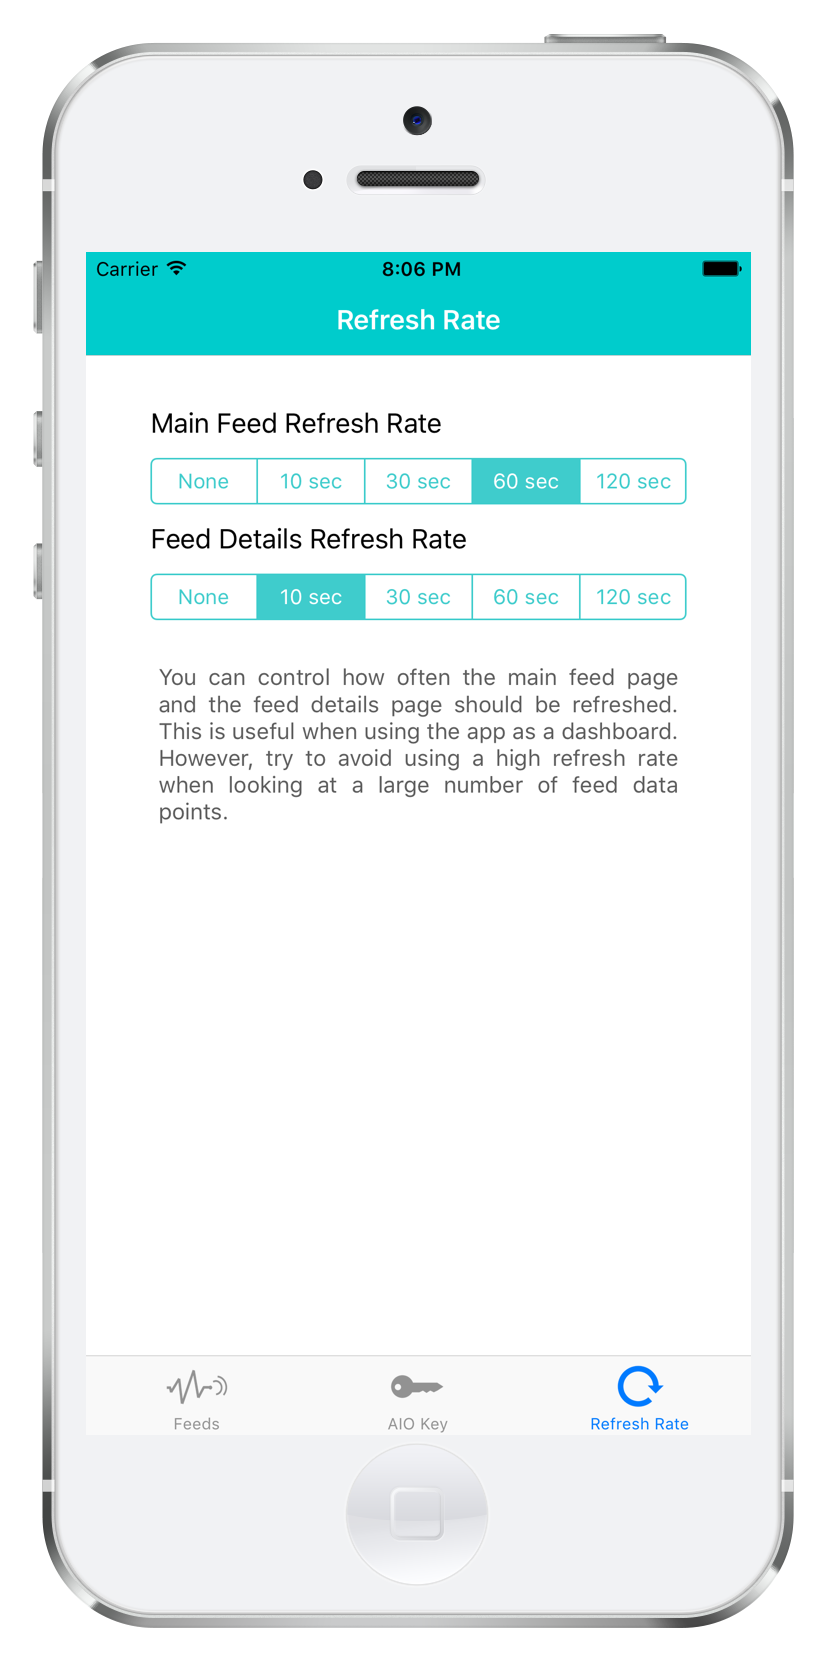 Carrier 8:06 PM
Refresh Rate
Main Feed Refresh Rate
None 10 sec 30 sec 60 sec 120 sec
Feed Details Refresh Rate
None 10 sec 30 sec 60 sec 120 sec
You can control how often the main feed page
and the feed details page should be refreshed.
This is useful when using the app as a dashboard.
However, try to avoid using a high refresh rate
when looking at a large number of feed data
points.
Feeds AIO Key Refresh Rate